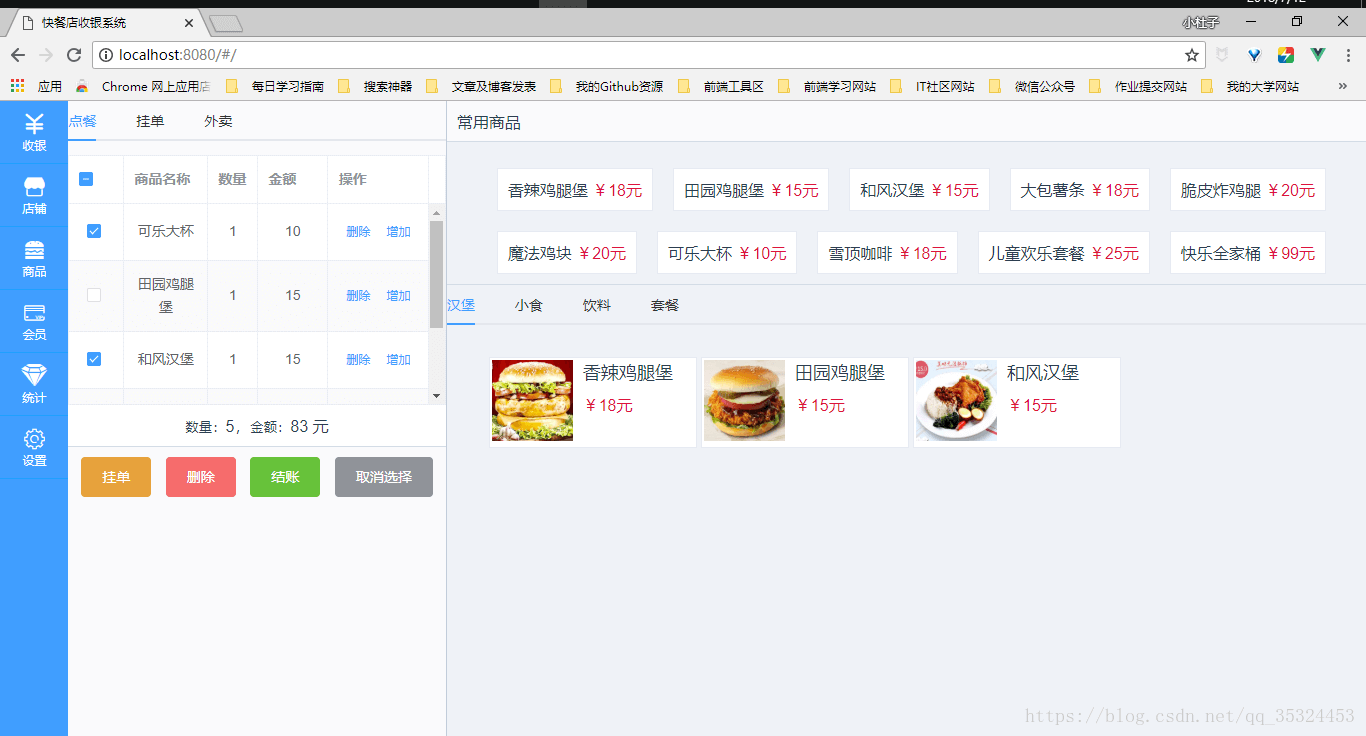 快餐店收银系统
小杜子
localhost:8080/#/
应用 Chrome 网上应用店 每日学习指南 搜索神器 文章及博客发表 我的Github资源 前端工具区 前端学习网站 IT社区网站 微信公众号 作业提交网站 我的大学网站 »
收银
店铺
商品
会员
统计
设置
点餐 挂单 外卖
商品名称 数量 金额 操作
可乐大杯 1 10 删除 增加
田园鸡腿堡 1 15 删除 增加
和风汉堡 1 15 删除 增加
数量：5，金额：83 元
挂单 删除 结账 取消选择
常用商品
香辣鸡腿堡 ￥18元 田园鸡腿堡 ￥15元 和风汉堡 ￥15元 大包薯条 ￥18元 脆皮炸鸡腿 ￥20元
魔法鸡块 ￥20元 可乐大杯 ￥10元 雪顶咖啡 ￥18元 儿童欢乐套餐 ￥25元 快乐全家桶 ￥99元
汉堡 小食 饮料 套餐
香辣鸡腿堡
￥18元
田园鸡腿堡
￥15元
和风汉堡
￥15元
https://blog.csdn.net/qq_35324453